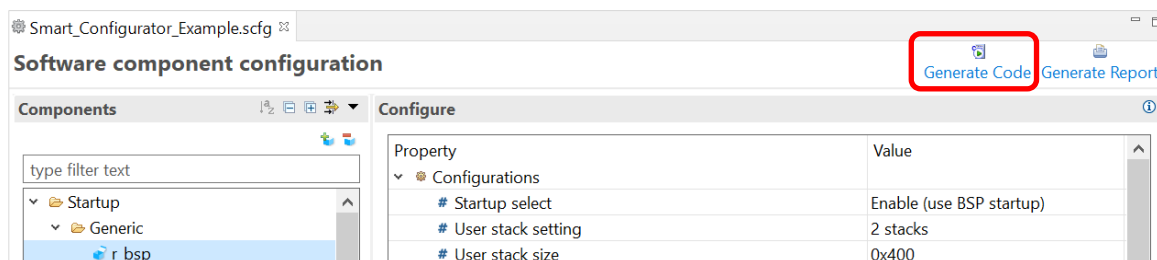 Smart_Configurator_Example.scfg
Software component configuration
Generate Code Generate Report
Components
Configure
type filter text
Startup
Generic
r_bsp
Property Value
Configurations
# Startup select Enable (use BSP startup)
# User stack setting 2 stacks
# User stack size 0x400